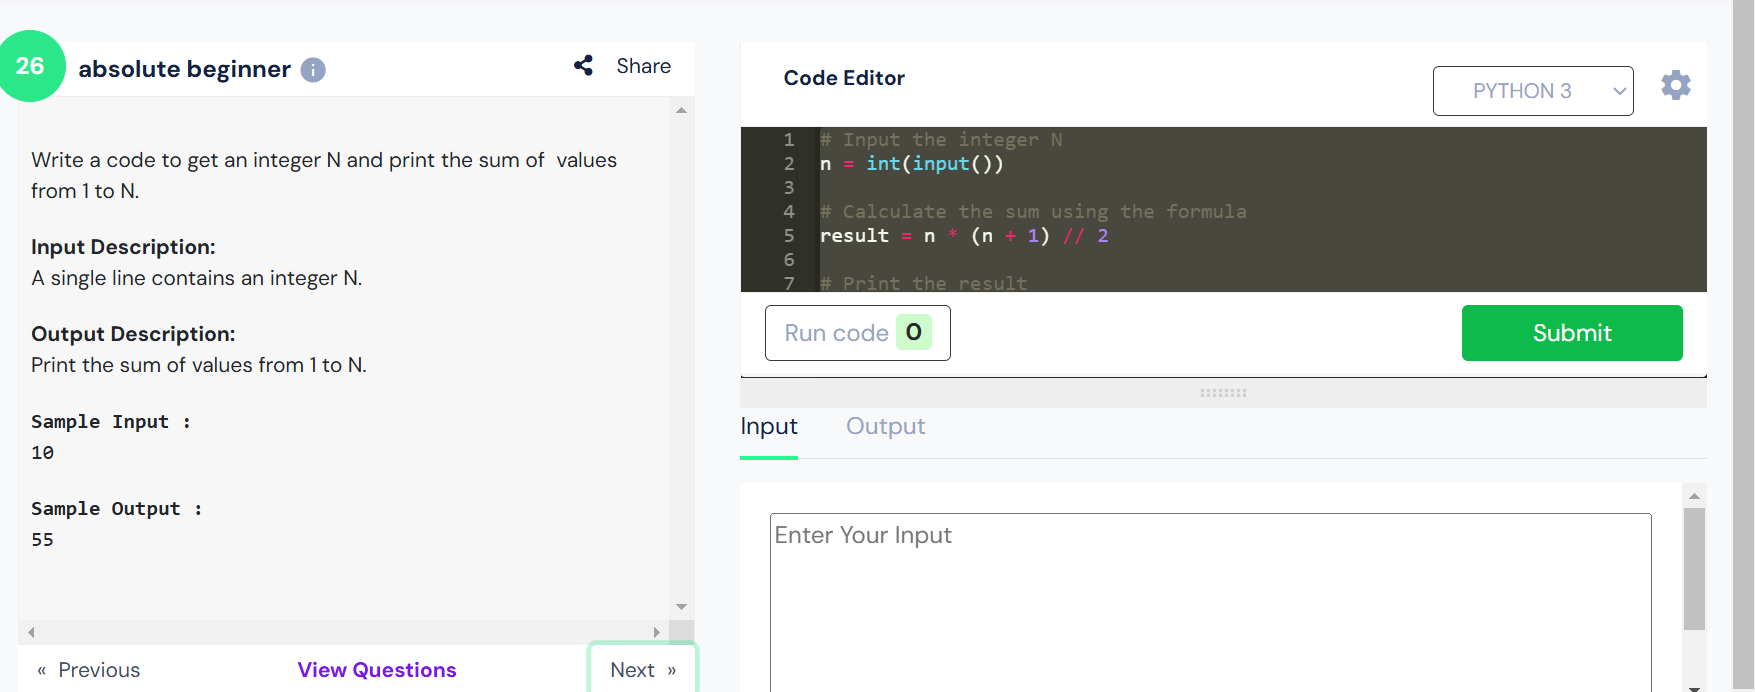 26
absolute beginner i
Share
Write a code to get an integer N and print the sum of  values
from 1 to N.
Input Description:
A single line contains an integer N.
Output Description:
Print the sum of values from 1 to N.
Sample Input :
10
Sample Output :
55
« Previous
View Questions
Next »
Code Editor
PYTHON 3
1 # Input the integer N
2 n = int(input())
3
4 # Calculate the sum using the formula
5 result = n * (n + 1) // 2
6
7 # Print the result
Run code 0
Submit
Input
Output
Enter Your Input